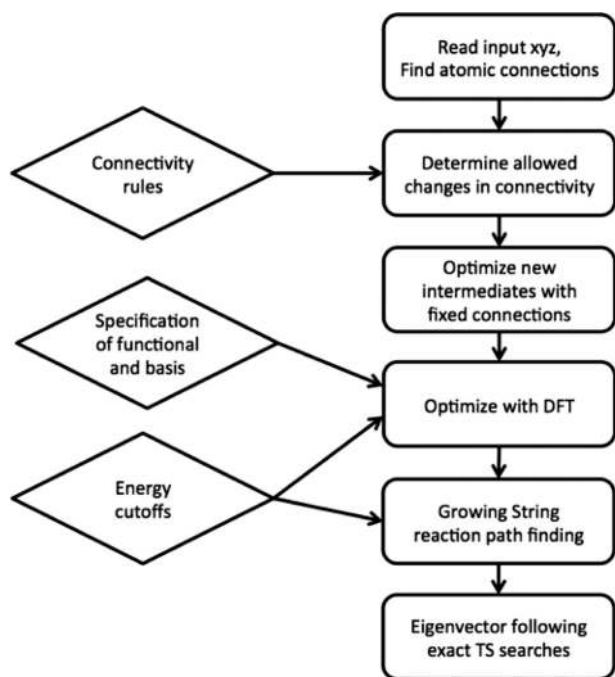 Read input xyz,
Find atomic connections
Connectivity
rules
Determine allowed
changes in connectivity
Optimize new
intermediates with
fixed connections
Specification
of functional
and basis
Optimize with DFT
Energy
cutoffs
Growing String
reaction path finding
Eigenvector following
exact TS searches